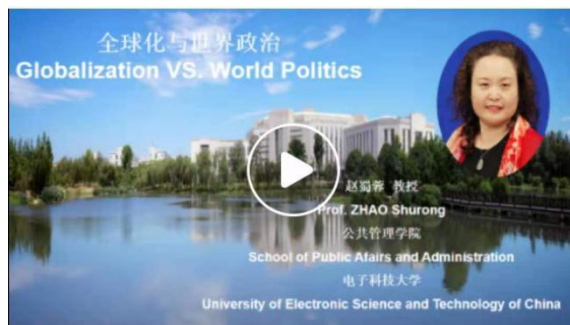 全球化与世界政治
Globalization VS. World Politics
赵蜀蓉 教授
Prof. ZHAO Shurong
公共管理学院
School of Public Afairs and Administration
电子科技大学
University of Electronic Science and Technology of China